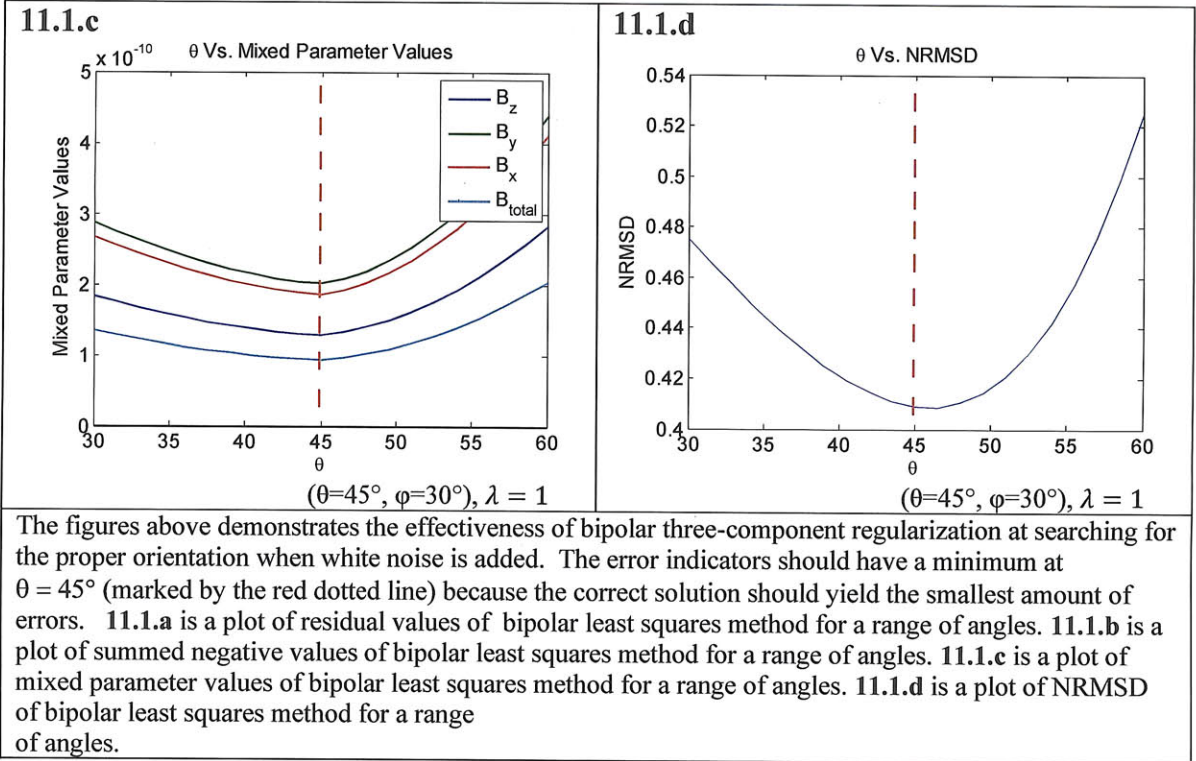 11.1.c
θ Vs. Mixed Parameter Values
x 10^-10
5
4
3
2
1
0
Mixed Parameter Values
B_z
B_y
B_x
B_total
30 35 40 45 50 55 60
θ
(θ=45°, φ=30°), λ = 1
11.1.d
θ Vs. NRMSD
0.54
0.52
0.5
0.48
0.46
0.44
0.42
0.4
NRMSD
30 35 40 45 50 55 60
θ
(θ=45°, φ=30°), λ = 1
The figures above demonstrates the effectiveness of bipolar three-component regularization at searching for
the proper orientation when white noise is added. The error indicators should have a minimum at
θ = 45° (marked by the red dotted line) because the correct solution should yield the smallest amount of
errors. 11.1.a is a plot of residual values of bipolar least squares method for a range of angles. 11.1.b is a
plot of summed negative values of bipolar least squares method for a range of angles. 11.1.c is a plot of
mixed parameter values of bipolar least squares method for a range of angles. 11.1.d is a plot of NRMSD
of bipolar least squares method for a range
of angles.